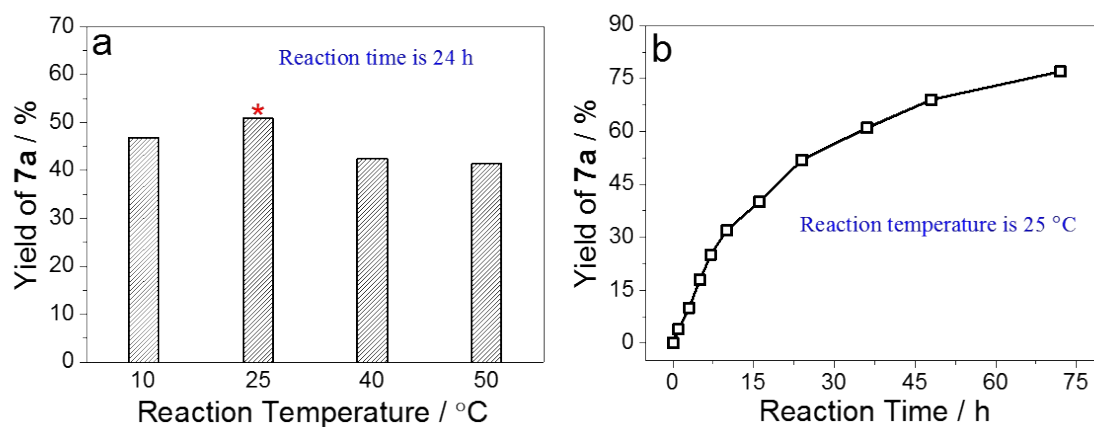 a
Reaction time is 24 h
*
Yield of 7a / %
70
60
50
40
30
20
10
0
10 25 40 50
Reaction Temperature / °C
b
Reaction temperature is 25 °C
Yield of 7a / %
90
75
60
45
30
15
0
0 15 30 45 60 75
Reaction Time / h